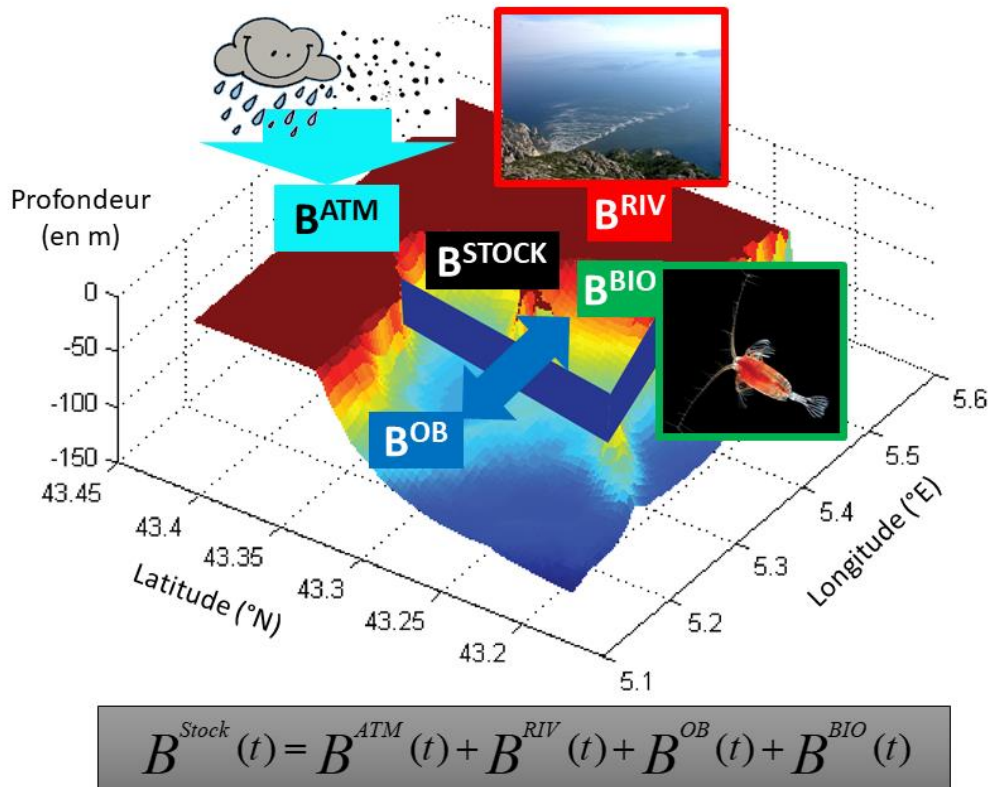 Profondeur
(en m)
B^ATM
B^RIV
B^STOCK
B^BIO
B^OB
0
-50
-100
-150
43.45
43.4
43.35
43.3
43.25
43.2
Latitude (°N)
5.1
5.2
5.3
5.4
5.5
5.6
Longitude (°E)
B^Stock (t) = B^ATM (t) + B^RIV (t) + B^OB (t) + B^BIO (t)